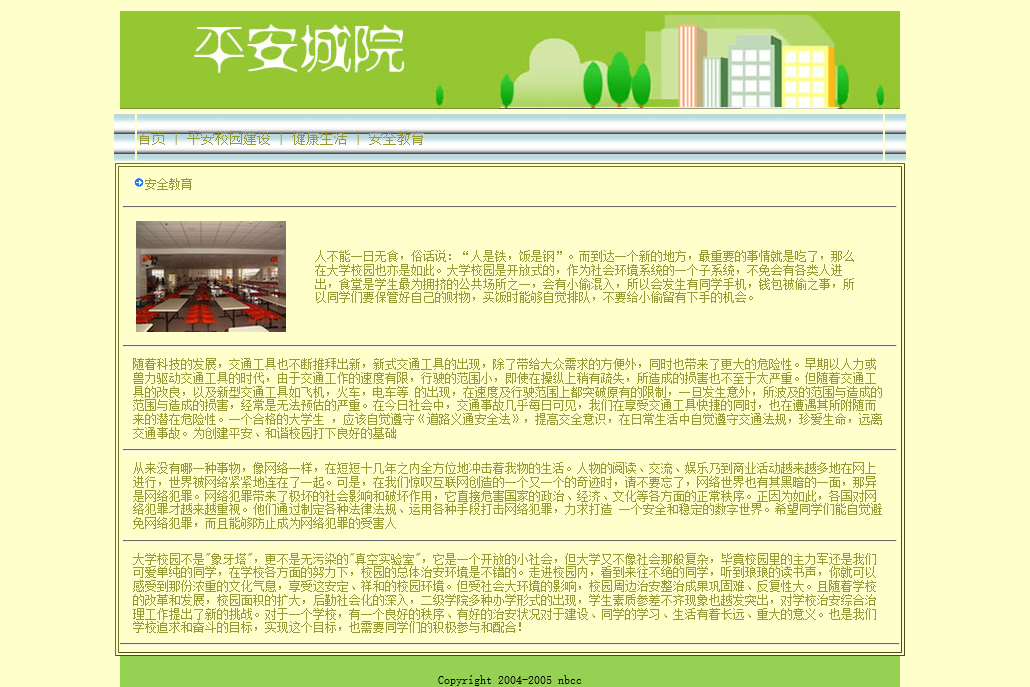 平安城院
首页 | 平安校园建设 | 健康生活 | 安全教育
安全教育
人不能一日无食，俗话说：“人是铁，饭是钢”。而到达一个新的地方，最重要的事情就是吃了，那么
在大学校园也亦是如此。大学校园是开放式的，作为社会环境系统的一个子系统，不免会有各类人进
出，食堂是学生最为拥挤的公共场所之一，会有小偷混入，所以会发生有同学手机，钱包被偷之事，所
以同学们要保管好自己的财物，买饭时能够自觉排队，不要给小偷留有下手的机会。
随着科技的发展，交通工具也不断推拜出新，新式交通工具的出现，除了带给大众需求的方便外，同时也带来了更大的危险性。早期以人力或
兽力驱动交通工具的时代，由于交通工作的速度有限，行驶的范围小，即使在操纵上稍有疏失，所造成的损害也不至于太严重。但随着交通工
具的改良，以及新型交通工具如飞机，火车，电车等 的出现，在速度及行驶范围上都突破原有的限制，一旦发生意外，所波及的范围与造成的
范围与造成的损害，经常是无法预估的严重。在今日社会中，交通事故几乎每日可见，我们在享受交通工具快捷的同时，也在遭遇其所附随而
来的潜在危险性。一个合格的大学生 ，应该自觉遵守《道路义通安全法》，提高交全意识，在日常生活中自觉遵守交通法规，珍爱生命，远离
交通事故。为创建平安、和谐校园打下良好的基础
从来没有哪一种事物，像网络一样，在短短十几年之内全方位地冲击着我物的生活。人物的阅读、交流、娱乐乃到商业活动越来越多地在网上
进行，世界被网络紧紧地连在了一起。可是，在我们惊叹互联网创造的一个又一个的奇迹时，请不要忘了，网络世界也有其黑暗的一面，那异
是网络犯罪。网络犯罪带来了极坏的社会影响和破坏作用，它直接危害国家的政治、经济、文化等各方面的正常秩序。正因为如此，各国对网
络犯罪才越来越重视。他们通过制定各种法律法规、运用各种手段打击网络犯罪，力求打造 一个安全和稳定的数字世界。希望同学们能自觉避
免网络犯罪，而且能够防止成为网络犯罪的受害人
大学校园不是"象牙塔"，更不是无污染的"真空实验室"，它是一个开放的小社会，但大学又不像社会那般复杂，毕竟校园里的主力军还是我们
可爱单纯的同学，在学校各方面的努力下，校园的总体治安环境是不错的。走进校园内，看到来往不绝的同学，听到琅琅的读书声，你就可以
感受到那份浓重的文化气息，享受这安定、祥和的校园环境。但受社会大环境的影响，校园周边治安整治成果巩固难、反复性大。且随着学校
的改革和发展，校园面积的扩大，后勤社会化的深入，二级学院多种办学形式的出现，学生素质参差不齐现象也越发突出，对学校治安综合治
理工作提出了新的挑战。对于一个学校，有一个良好的秩序、有好的治安状况对于建设、同学的学习、生活有着长远、重大的意义。也是我们
学校追求和奋斗的目标，实现这个目标，也需要同学们的积极参与和配合！
Copyright 2004-2005 nbcc